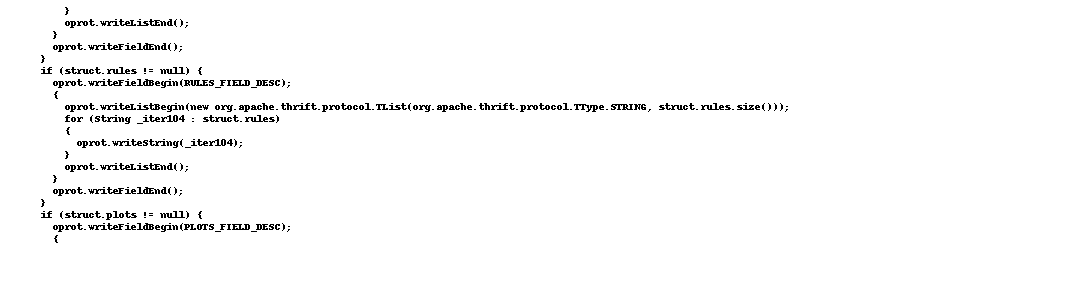 }
oprot.writeListEnd();
}
oprot.writeFieldEnd();
}
if (struct.rules != null) {
oprot.writeFieldBegin(RULES_FIELD_DESC);
{
oprot.writeListBegin(new org.apache.thrift.protocol.TList(org.apache.thrift.protocol.TType.STRING, struct.rules.size()));
for (String _iter104 : struct.rules)
{
oprot.writeString(_iter104);
}
oprot.writeListEnd();
}
oprot.writeFieldEnd();
}
if (struct.plots != null) {
oprot.writeFieldBegin(PLOTS_FIELD_DESC);
{